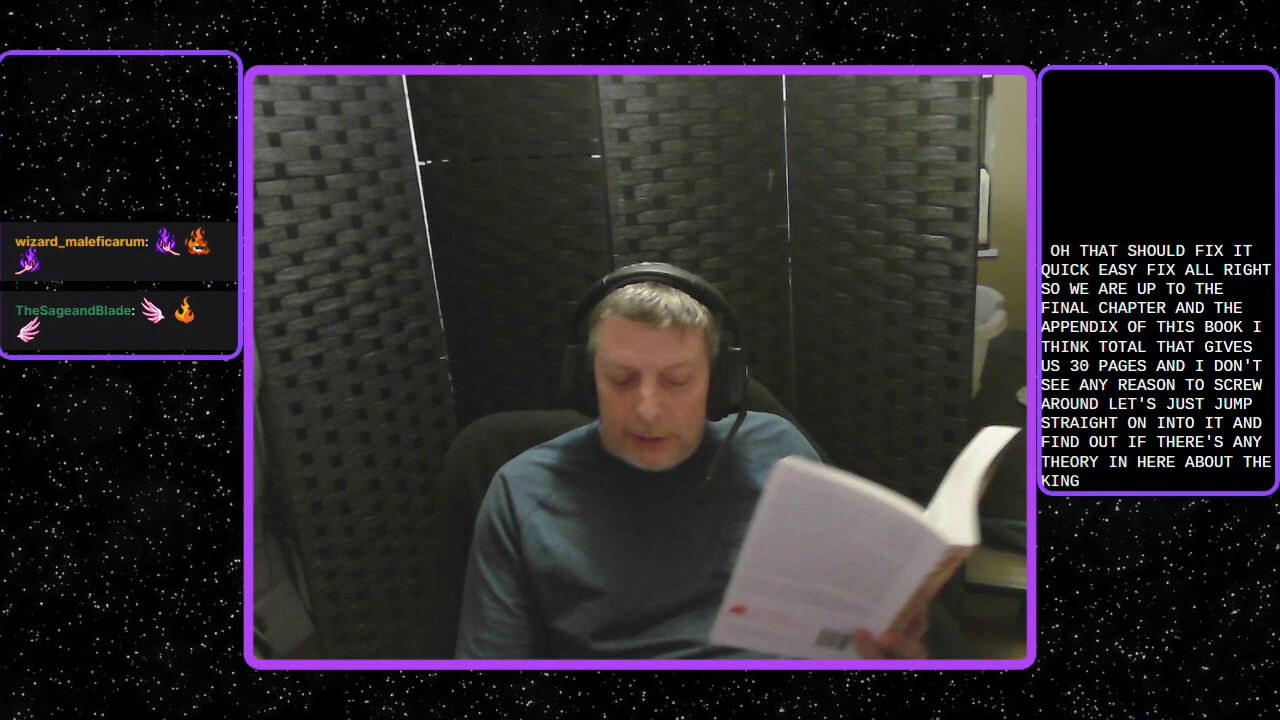 wizard_maleficarum:
TheSageandBlade:
OH THAT SHOULD FIX IT
QUICK EASY FIX ALL RIGHT
SO WE ARE UP TO THE
FINAL CHAPTER AND THE
APPENDIX OF THIS BOOK I
THINK TOTAL THAT GIVES
US 30 PAGES AND I DON'T
SEE ANY REASON TO SCREW
AROUND LET'S JUST JUMP
STRAIGHT ON INTO IT AND
FIND OUT IF THERE'S ANY
THEORY IN HERE ABOUT THE
KING